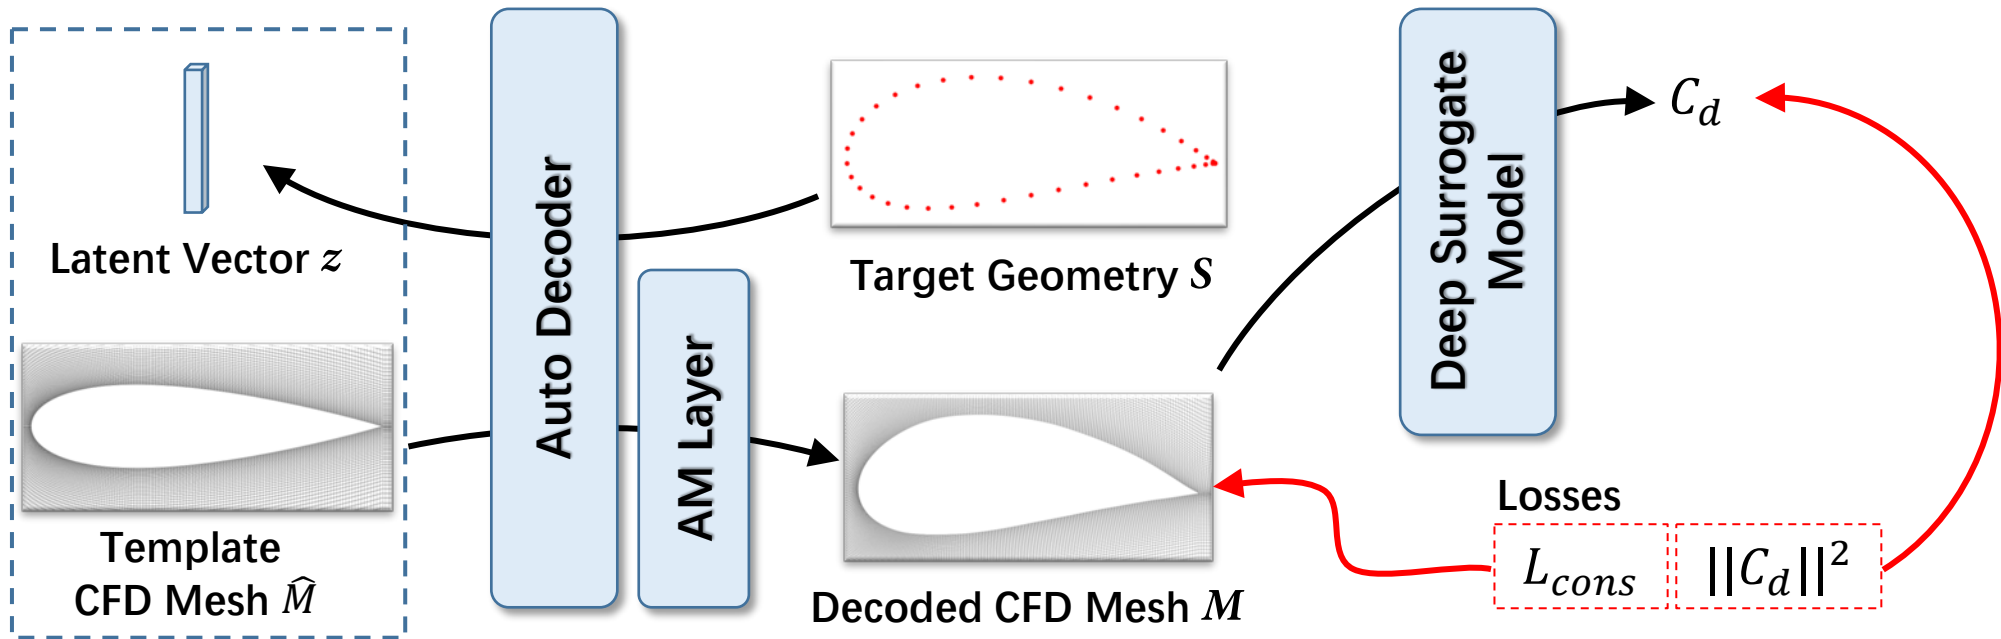 Latent Vector z
Template
CFD Mesh M̂
Auto Decoder
AM Layer
Target Geometry S
Decoded CFD Mesh M
Deep Surrogate
Model
C_d
Losses
L_cons
||C_d||²